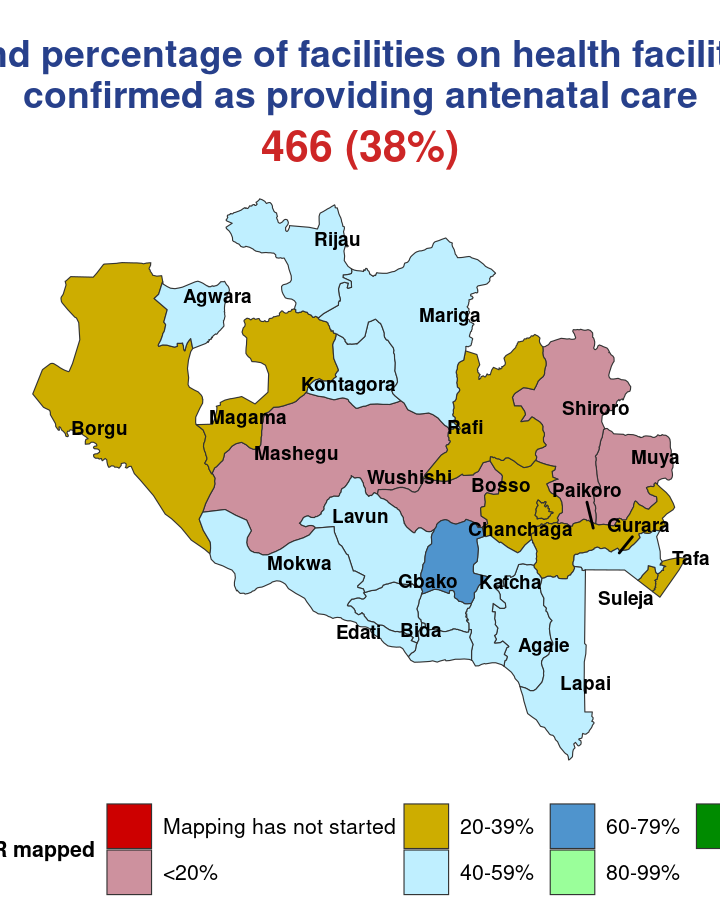 percentage of facilities on health
confirmed as providing antenatal care
466 (38%)
Rijau
Agwara
Mariga
Kontagora
Magama
Shiroro
Borgu
Rafi
Mashegu
Muya
Wushishi
Bosso
Paikoro
Lavun
Chanchaga
Gurara
Mokwa
Tafa
Gbako
Katcha
Suleja
Edati
Bida
Agaie
Lapai
mapped
Mapping has not started
<20%
20-39%
40-59%
60-79%
80-99%